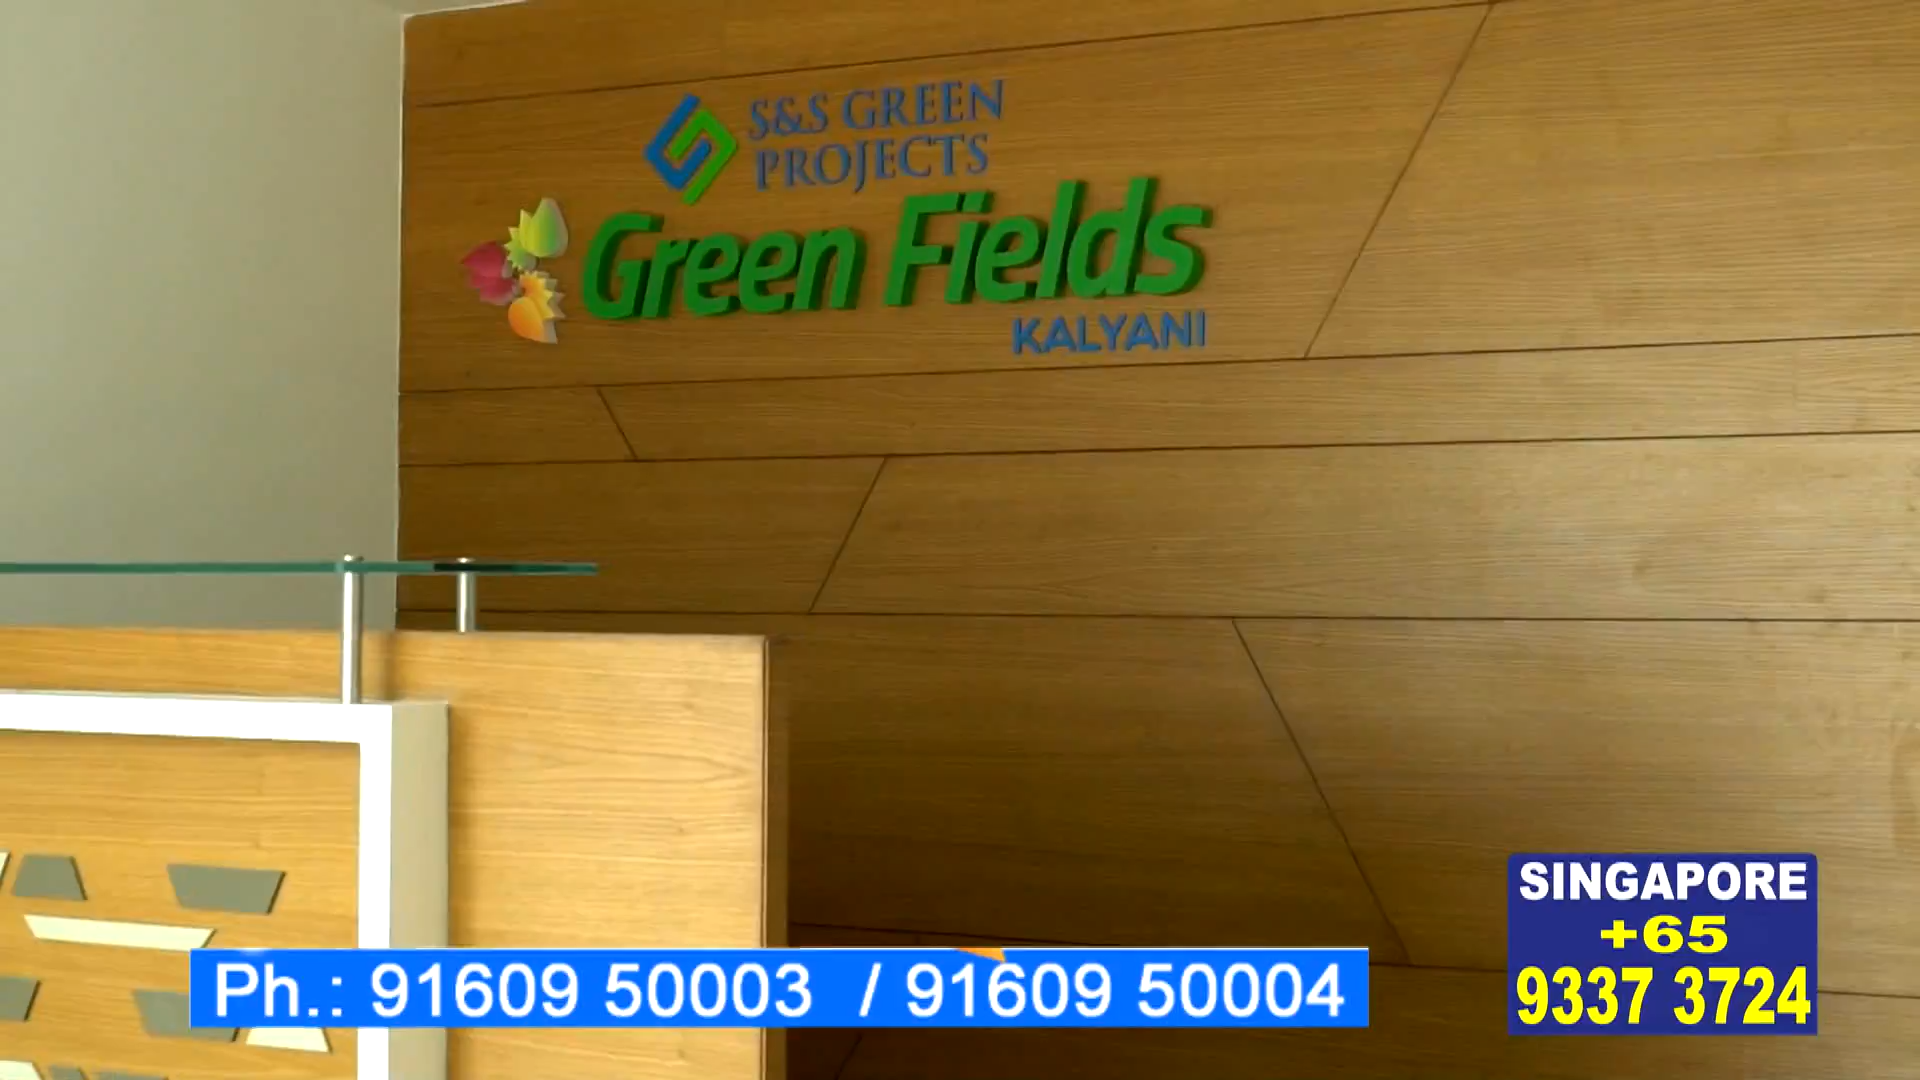 S&S GREEN
PROJECTS
Green Fields
KALYANI
Ph.: 91609 50003 / 91609 50004
SINGAPORE
+65
9337 3724